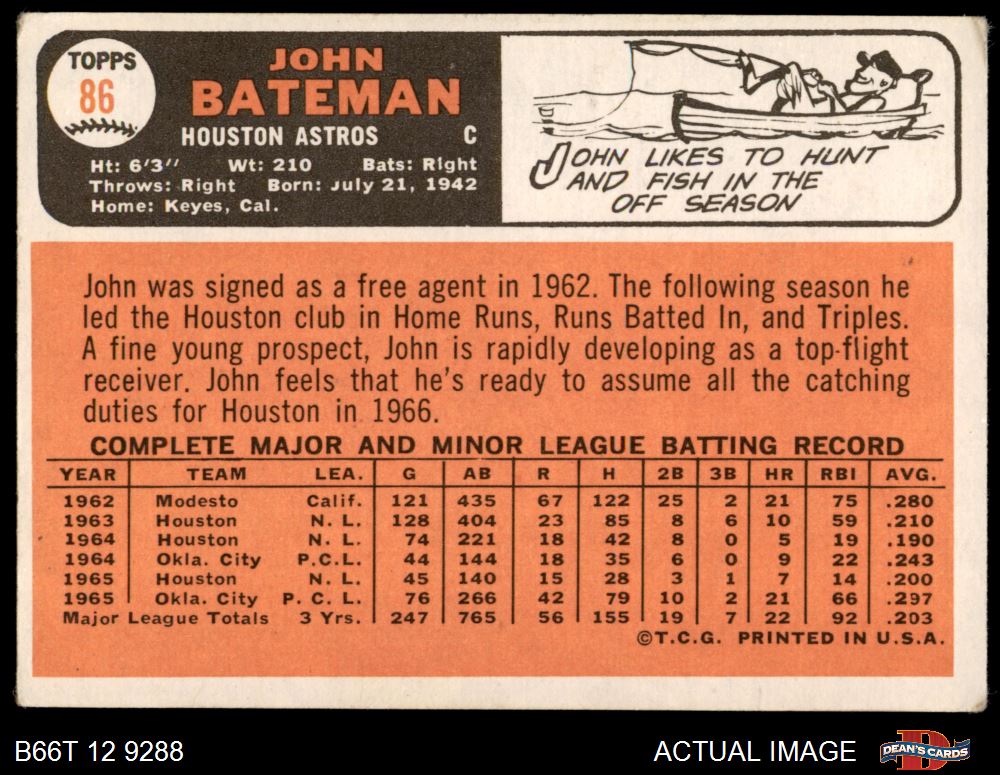 TOPPS
86
JOHN
BATEMAN
HOUSTON ASTROS C
Ht: 6'3'' Wt: 210 Bats: Right
Throws: Right Born: July 21, 1942
Home: Keyes, Cal.
JOHN LIKES TO HUNT
AND FISH IN THE
OFF SEASON
John was signed as a free agent in 1962. The following season he
led the Houston club in Home Runs, Runs Batted In, and Triples.
A fine young prospect, John is rapidly developing as a top-flight
receiver. John feels that he's ready to assume all the catching
duties for Houston in 1966.
COMPLETE MAJOR AND MINOR LEAGUE BATTING RECORD
YEAR TEAM LEA. G AB R H 2B 3B HR RBI AVG.
1962 Modesto Calif. 121 435 67 122 25 2 21 75 .280
1963 Houston N. L. 128 404 23 85 8 6 10 59 .210
1964 Houston N. L. 74 221 18 42 8 0 5 19 .190
1964 Okla. City P.C.L. 44 144 18 35 6 0 9 22 .243
1965 Houston N. L. 45 140 15 28 3 1 7 14 .200
1965 Okla. City P. C. L. 76 266 42 79 10 2 21 66 .297
Major League Totals 3 Yrs. 247 765 56 155 19 7 22 92 .203
©T.C.G. PRINTED IN U.S.A.
B66T 12 9288
ACTUAL IMAGE
D
DEAN'S CARDS